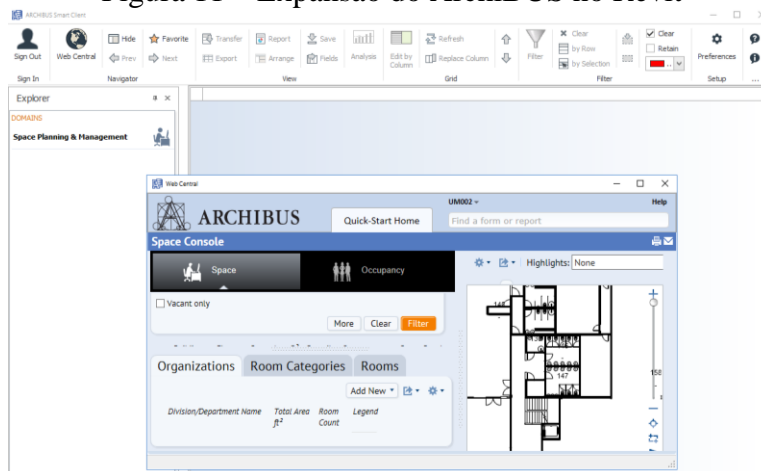 Figura 11 – Expansão do ArchiBUS no Revit
ARCHIBUS Smart Client
Hide Favorite Transfer Report Save Refresh Clear Clear
by Row Retain
Sign Out Web Central Prev Next Export Arrange Fields Analysis Edit by Column Replace Column Filter by Selection Preferences
Sign In Navigator View Grid Filter Setup ...
Explorer
DOMAINS
Space Planning & Management
Web Central
UM002 Help
ARCHIBUS Quick-Start Home Find a form or report
Space Console
Space Occupancy Highlights: None
Vacant only
More Clear Filter
Organizations Room Categories Rooms
Add New
Division/Department Name Total Area ft² Room Count Legend
147
158